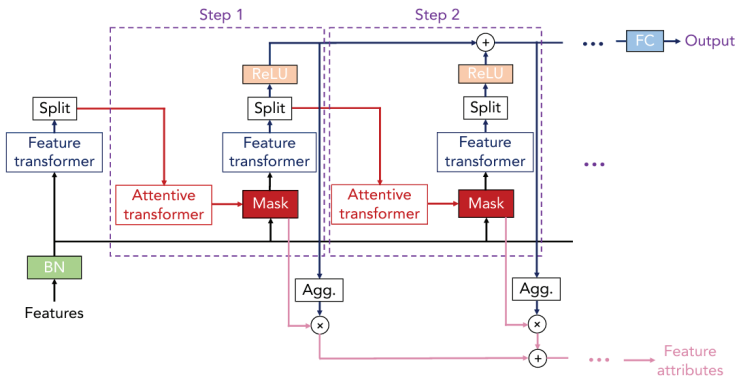 Step 1
Step 2
FC
Output
ReLU
ReLU
Split
Split
Split
Feature
transformer
Feature
transformer
Feature
transformer
Attentive
transformer
Mask
Attentive
transformer
Mask
BN
Features
Agg.
Agg.
Feature
attributes